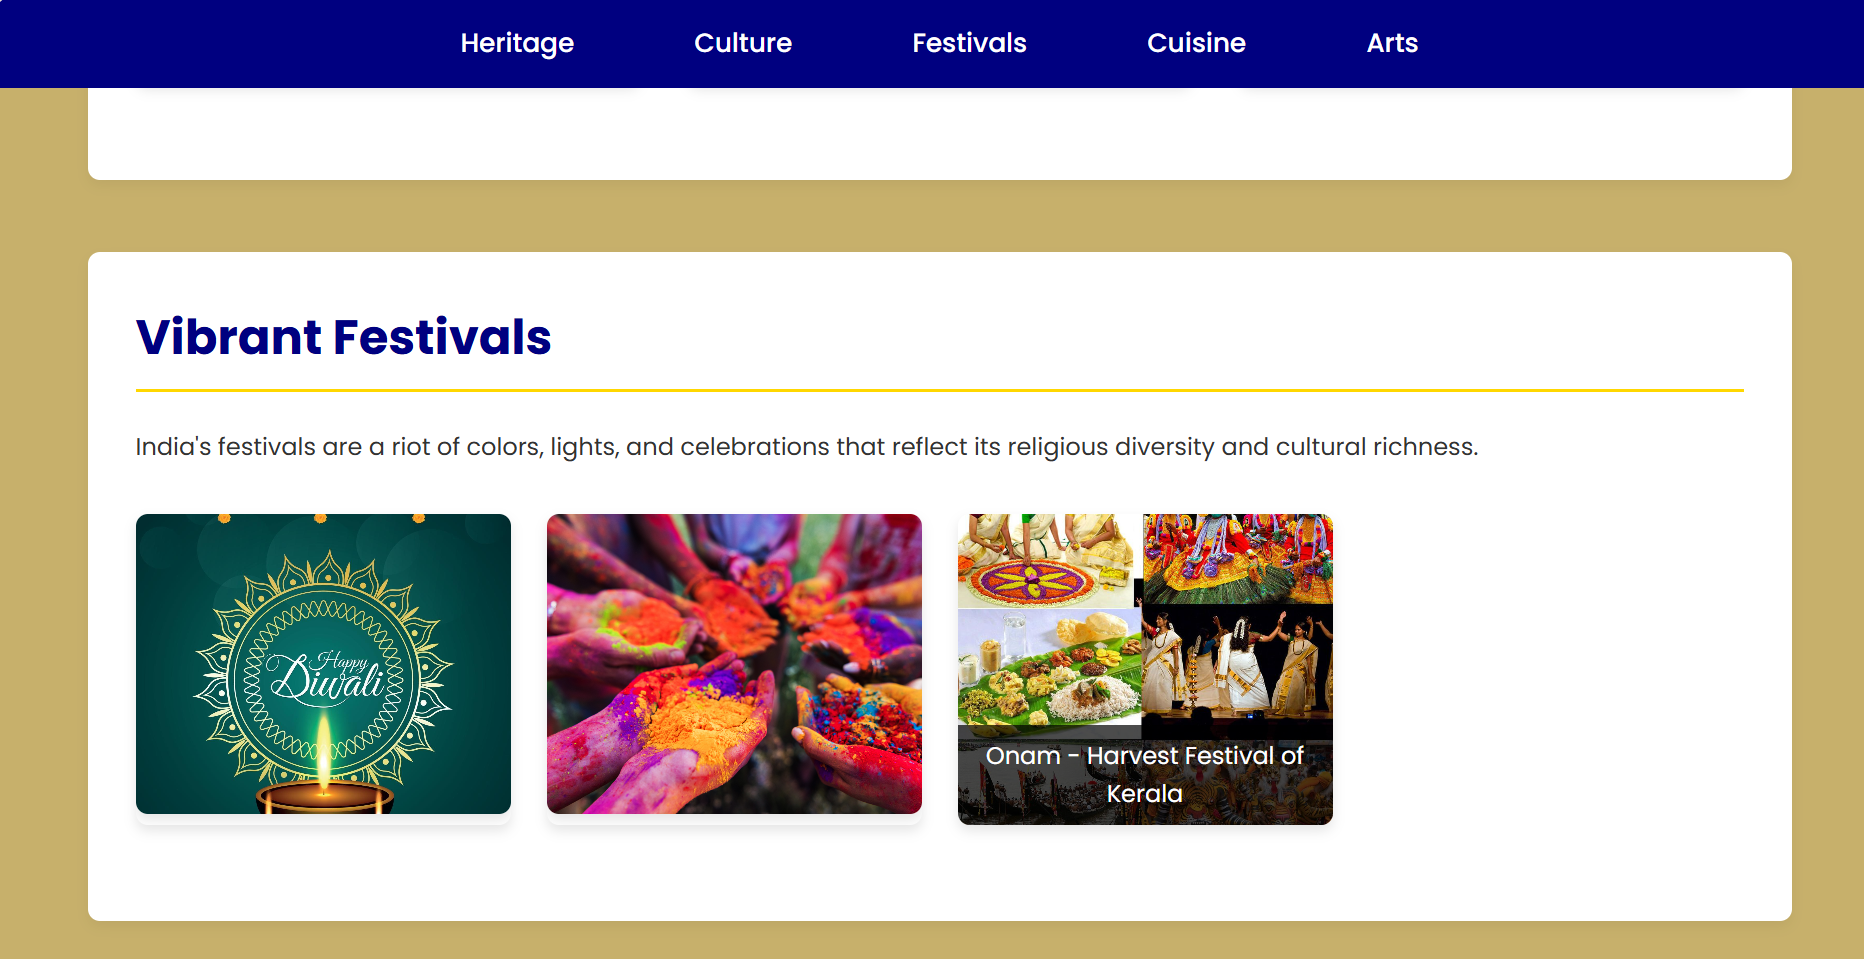 Heritage Culture Festivals Cuisine Arts
Vibrant Festivals
India's festivals are a riot of colors, lights, and celebrations that reflect its religious diversity and cultural richness.
Happy
Diwali
Onam - Harvest Festival of
Kerala